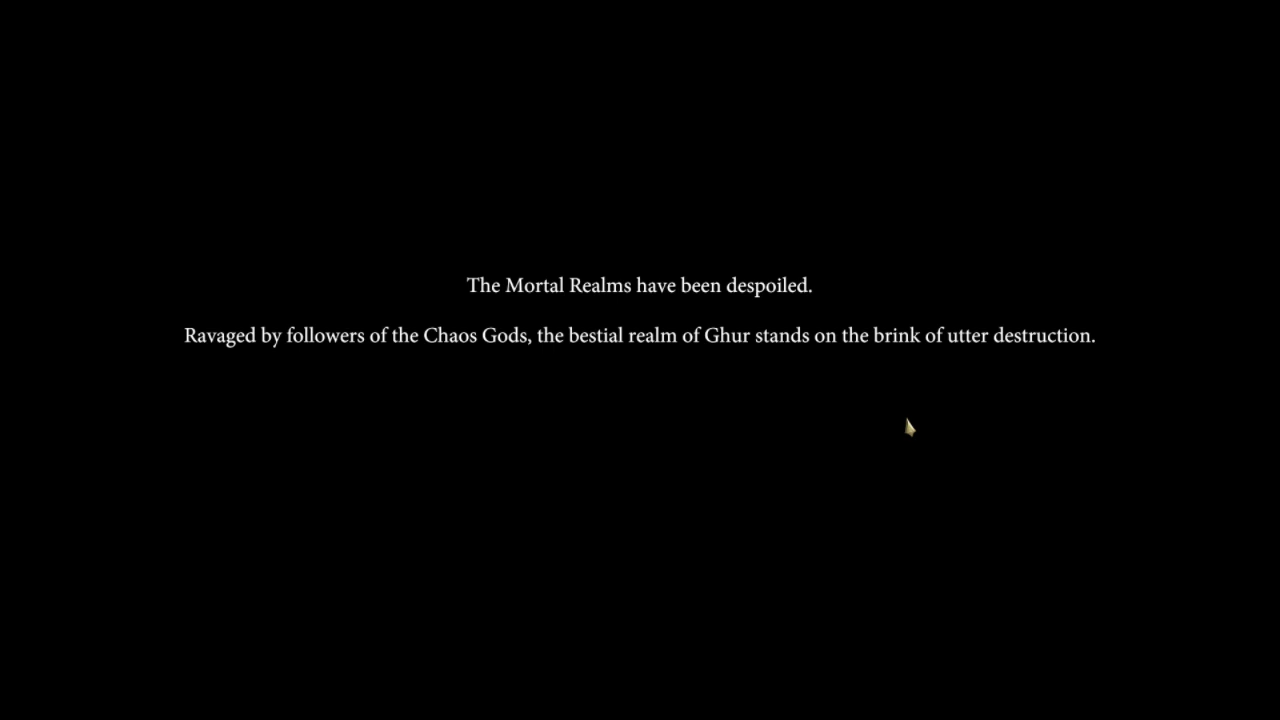 The Mortal Realms have been despoiled.
Ravaged by followers of the Chaos Gods, the bestial realm of Ghur stands on the brink of utter destruction.